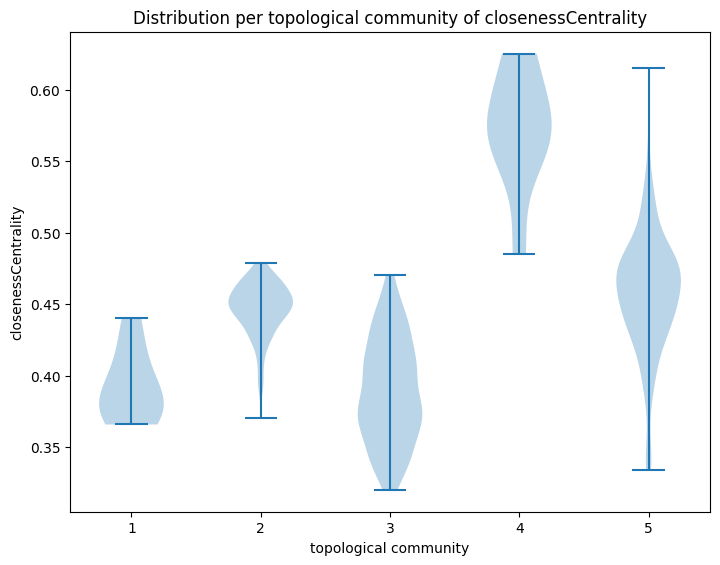 Distribution per topological community of closenessCentrality
closenessCentrality
0.60
0.55
0.50
0.45
0.40
0.35
1 2 3 4 5
topological community